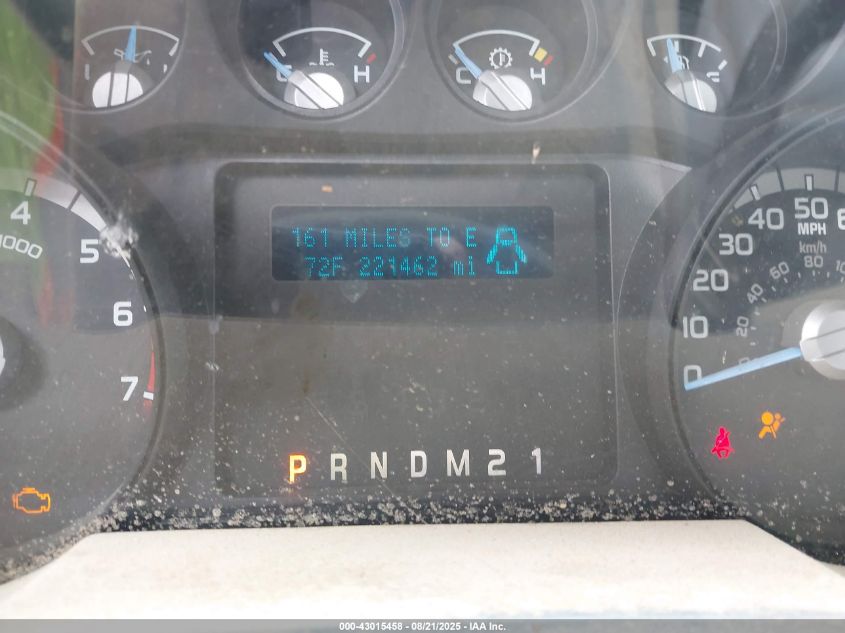 C H
C H
E
4
x1000
5
6
7
161 MILES TO E
72F 221462 mi
P R N D M 2 1
0
10
20
30
40
50
MPH
km/h
20
40
60
80
000-43015458 - 08/21/2025 - IAA Inc.